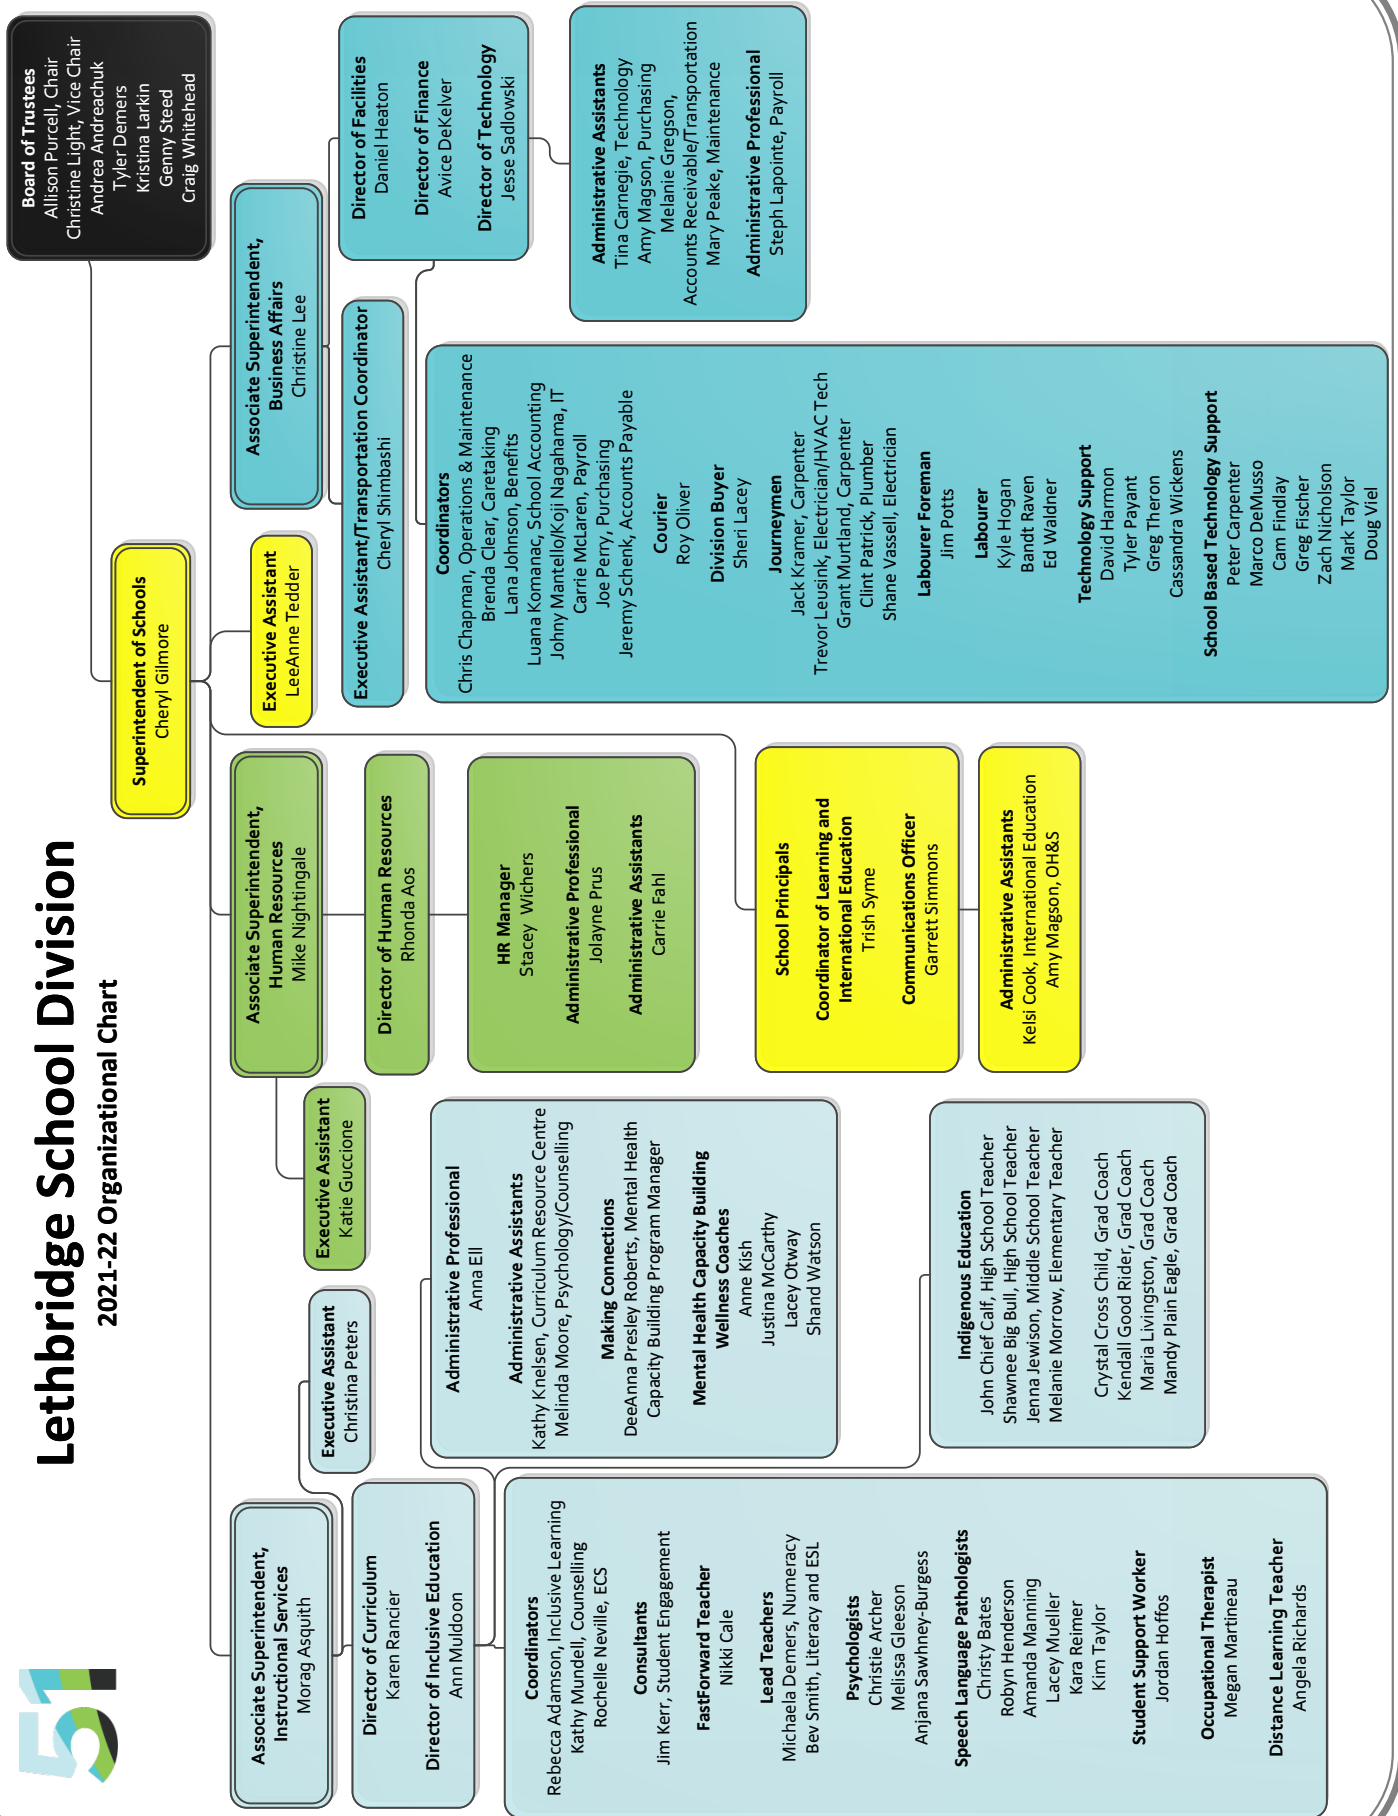 51
Lethbridge School Division
2021-22 Organizational Chart
Board of Trustees
Allison Purcell, Chair
Christine Light, Vice Chair
Andrea Andreachuk
Tyler Demers
Kristina Larkin
Genny Steed
Craig Whitehead
Superintendent of Schools
Cheryl Gilmore
Executive Assistant
LeeAnne Tedder
Associate Superintendent,
Instructional Services
Morag Asquith
Executive Assistant
Christina Peters
Director of Curriculum
Karen Rancier
Director of Inclusive Education
Ann Muldoon
Coordinators
Rebecca Adamson, Inclusive Learning
Kathy Mundell, Counselling
Rochelle Neville, ECS
Consultants
Jim Kerr, Student Engagement
FastForward Teacher
Nikki Cale
Lead Teachers
Michaela Demers, Numeracy
Bev Smith, Literacy and ESL
Psychologists
Christie Archer
Melissa Gleeson
Anjana Sawhney-Burgess
Speech Language Pathologists
Christy Bates
Robyn Henderson
Amanda Manning
Lacey Mueller
Kara Reimer
Kim Taylor
Student Support Worker
Jordan Hoffos
Occupational Therapist
Megan Martineau
Distance Learning Teacher
Angela Richards
Administrative Professional
Anna Ell
Administrative Assistants
Kathy Knelsen, Curriculum Resource Centre
Melinda Moore, Psychology/Counselling
Making Connections
DeeAnna Presley Roberts, Mental Health
Capacity Building Program Manager
Mental Health Capacity Building
Wellness Coaches
Anne Kish
Justina McCarthy
Lacey Otway
Shand Watson
Indigenous Education
John Chief Calf, High School Teacher
Shawnee Big Bull, High School Teacher
Jenna Jewison, Middle School Teacher
Melanie Morrow, Elementary Teacher
Crystal Cross Child, Grad Coach
Kendall Good Rider, Grad Coach
Maria Livingston, Grad Coach
Mandy Plain Eagle, Grad Coach
Associate Superintendent,
Human Resources
Mike Nightingale
Executive Assistant
Katie Guccione
Director of Human Resources
Rhonda Aos
HR Manager
Stacey Wichers
Administrative Professional
Jolayne Prus
Administrative Assistants
Carrie Fahl
School Principals
Coordinator of Learning and
International Education
Trish Syme
Communications Officer
Garrett Simmons
Administrative Assistants
Kelsi Cook, International Education
Amy Magson, OH&S
Associate Superintendent,
Business Affairs
Christine Lee
Executive Assistant/Transportation Coordinator
Cheryl Shimbashi
Director of Facilities
Daniel Heaton
Director of Finance
Avice DeKelver
Director of Technology
Jesse Sadlowski
Coordinators
Chris Chapman, Operations & Maintenance
Brenda Clear, Caretaking
Lana Johnson, Benefits
Luana Komanac, School Accounting
Johny Mantello/Koji Nagahama, IT
Carrie McLaren, Payroll
Joe Perry, Purchasing
Jeremy Schenk, Accounts Payable
Courier
Roy Oliver
Division Buyer
Sheri Lacey
Journeymen
Jack Kramer, Carpenter
Trevor Leusink, Electrician/HVAC Tech
Grant Murtland, Carpenter
Clint Patrick, Plumber
Shane Vassell, Electrician
Labourer Foreman
Jim Potts
Labourer
Kyle Hogan
Bandt Raven
Ed Waldner
Technology Support
David Harmon
Tyler Payant
Greg Theron
Cassandra Wickens
School Based Technology Support
Peter Carpenter
Marco DeMusso
Cam Findlay
Greg Fischer
Zach Nicholson
Mark Taylor
Doug Viel
Administrative Assistants
Tina Carnegie, Technology
Amy Magson, Purchasing
Melanie Gregson,
Accounts Receivable/Transportation
Mary Peake, Maintenance
Administrative Professional
Steph Lapointe, Payroll